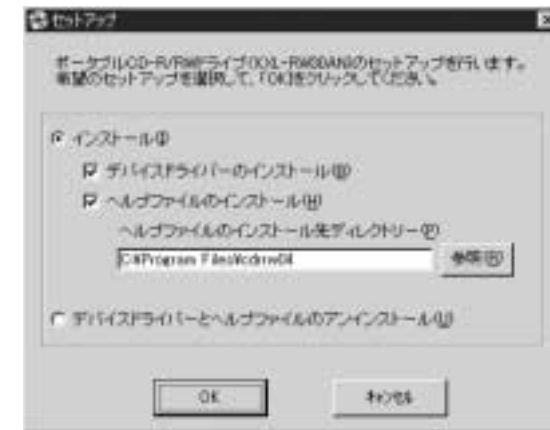 セットアップ
ポータブルCD-R/RWドライブ(KXL-RW20AN)のセットアップを行います。
希望のセットアップを選択して、「OK」をクリックしてください。
インストール(I)
デバイスドライバーのインストール(D)
ヘルプファイルのインストール(H)
ヘルプファイルのインストール先ディレクトリー(P)
C:¥Program Files¥cdrrw04
参照(R)
デバイスドライバーとヘルプファイルのアンインストール(U)
OK
キャンセル